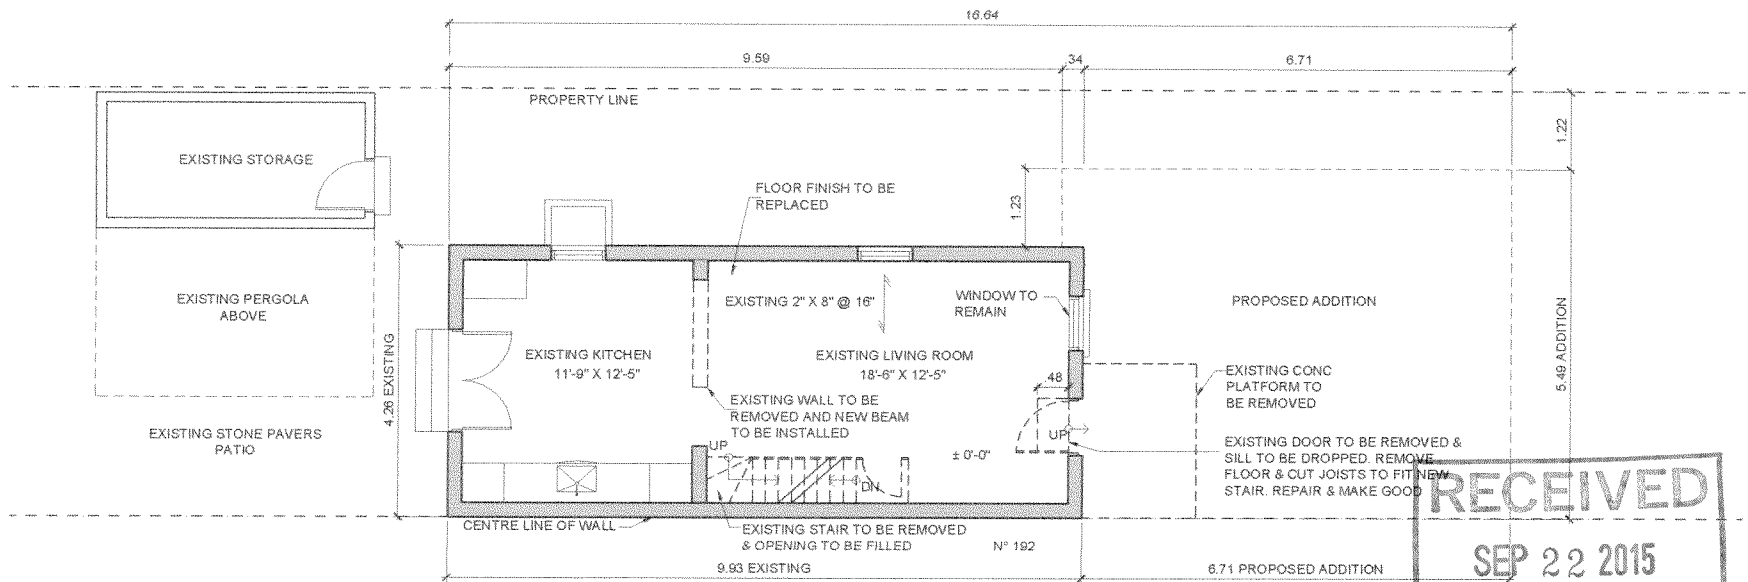 16.64
9.59
34
6.71
PROPERTY LINE
1.22
EXISTING STORAGE
FLOOR FINISH TO BE
REPLACED
1.23
EXISTING PERGOLA
ABOVE
EXISTING 2" X 8" @ 16"
WINDOW TO
REMAIN
PROPOSED ADDITION
4.26 EXISTING
EXISTING KITCHEN
11'-9" X 12'-5"
EXISTING LIVING ROOM
18'-6" X 12'-5"
5.49 ADDITION
.48
EXISTING CONC
PLATFORM TO
BE REMOVED
EXISTING WALL TO BE
REMOVED AND NEW BEAM
TO BE INSTALLED
EXISTING STONE PAVERS
PATIO
UP
UP
± 0'-0"
DN
EXISTING DOOR TO BE REMOVED &
SILL TO BE DROPPED. REMOVE
FLOOR & CUT JOISTS TO FIT NEW
STAIR. REPAIR & MAKE GOOD
RECEIVED
SEP 22 2015
CENTRE LINE OF WALL
EXISTING STAIR TO BE REMOVED
& OPENING TO BE FILLED
N° 192
9.93 EXISTING
6.71 PROPOSED ADDITION